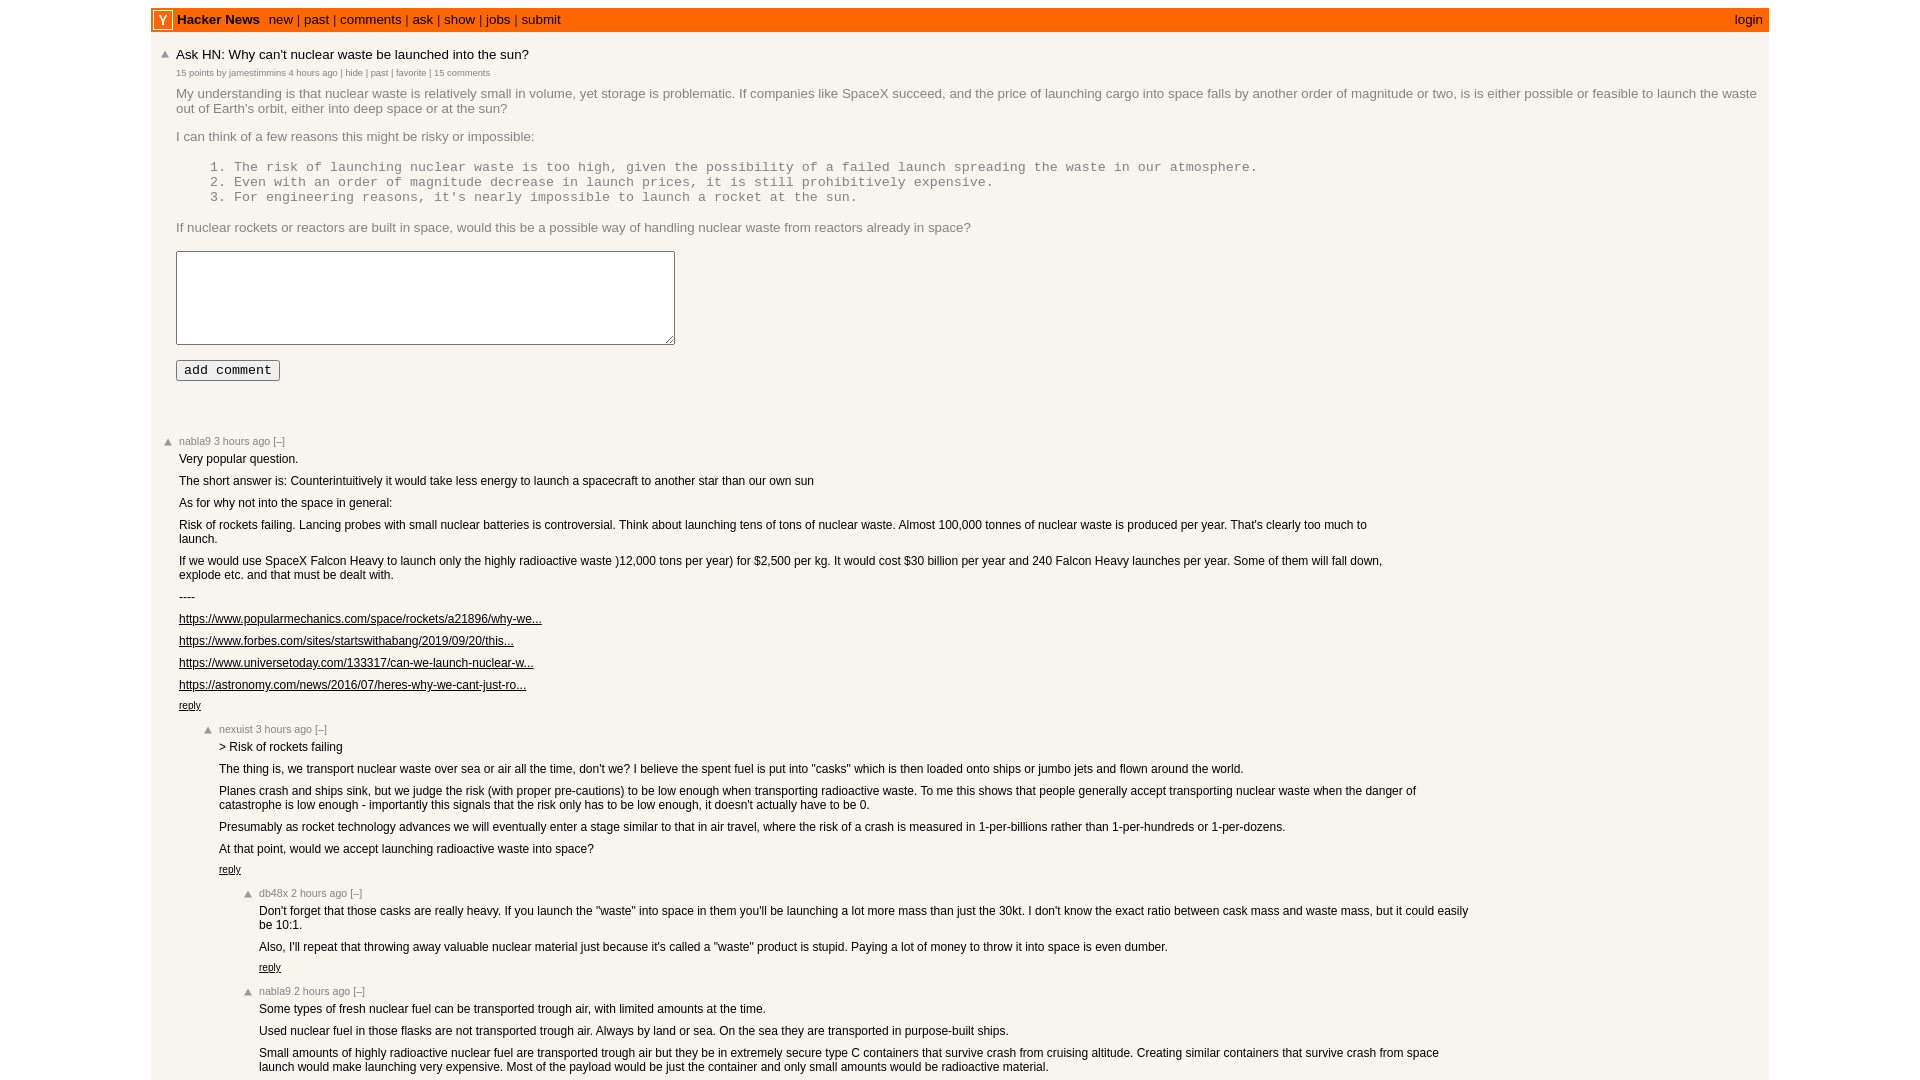 Y Hacker News new | past | comments | ask | show | jobs | submit login
Ask HN: Why can't nuclear waste be launched into the sun?
15 points by jamestimmins 4 hours ago | hide | past | favorite | 15 comments
My understanding is that nuclear waste is relatively small in volume, yet storage is problematic. If companies like SpaceX succeed, and the price of launching cargo into space falls by another order of magnitude or two, is is either possible or feasible to launch the waste
out of Earth's orbit, either into deep space or at the sun?
I can think of a few reasons this might be risky or impossible:
1. The risk of launching nuclear waste is too high, given the possibility of a failed launch spreading the waste in our atmosphere.
2. Even with an order of magnitude decrease in launch prices, it is still prohibitively expensive.
3. For engineering reasons, it's nearly impossible to launch a rocket at the sun.
If nuclear rockets or reactors are built in space, would this be a possible way of handling nuclear waste from reactors already in space?
add comment
nabla9 3 hours ago [–]
Very popular question.
The short answer is: Counterintuitively it would take less energy to launch a spacecraft to another star than our own sun
As for why not into the space in general:
Risk of rockets failing. Lancing probes with small nuclear batteries is controversial. Think about launching tens of tons of nuclear waste. Almost 100,000 tonnes of nuclear waste is produced per year. That's clearly too much to
launch.
If we would use SpaceX Falcon Heavy to launch only the highly radioactive waste )12,000 tons per year) for $2,500 per kg. It would cost $30 billion per year and 240 Falcon Heavy launches per year. Some of them will fall down,
explode etc. and that must be dealt with.
----
https://www.popularmechanics.com/space/rockets/a21896/why-we...
https://www.forbes.com/sites/startswithabang/2019/09/20/this...
https://www.universetoday.com/133317/can-we-launch-nuclear-w...
https://astronomy.com/news/2016/07/heres-why-we-cant-just-ro...
reply
nexuist 3 hours ago [–]
> Risk of rockets failing
The thing is, we transport nuclear waste over sea or air all the time, don't we? I believe the spent fuel is put into "casks" which is then loaded onto ships or jumbo jets and flown around the world.
Planes crash and ships sink, but we judge the risk (with proper pre-cautions) to be low enough when transporting radioactive waste. To me this shows that people generally accept transporting nuclear waste when the danger of
catastrophe is low enough - importantly this signals that the risk only has to be low enough, it doesn't actually have to be 0.
Presumably as rocket technology advances we will eventually enter a stage similar to that in air travel, where the risk of a crash is measured in 1-per-billions rather than 1-per-hundreds or 1-per-dozens.
At that point, would we accept launching radioactive waste into space?
reply
db48x 2 hours ago [–]
Don't forget that those casks are really heavy. If you launch the "waste" into space in them you'll be launching a lot more mass than just the 30kt. I don't know the exact ratio between cask mass and waste mass, but it could easily
be 10:1.
Also, I'll repeat that throwing away valuable nuclear material just because it's called a "waste" product is stupid. Paying a lot of money to throw it into space is even dumber.
reply
nabla9 2 hours ago [–]
Some types of fresh nuclear fuel can be transported trough air, with limited amounts at the time.
Used nuclear fuel in those flasks are not transported trough air. Always by land or sea. On the sea they are transported in purpose-built ships.
Small amounts of highly radioactive nuclear fuel are transported trough air but they be in extremely secure type C containers that survive crash from cruising altitude. Creating similar containers that survive crash from space
launch would make launching very expensive. Most of the payload would be just the container and only small amounts would be radioactive material.